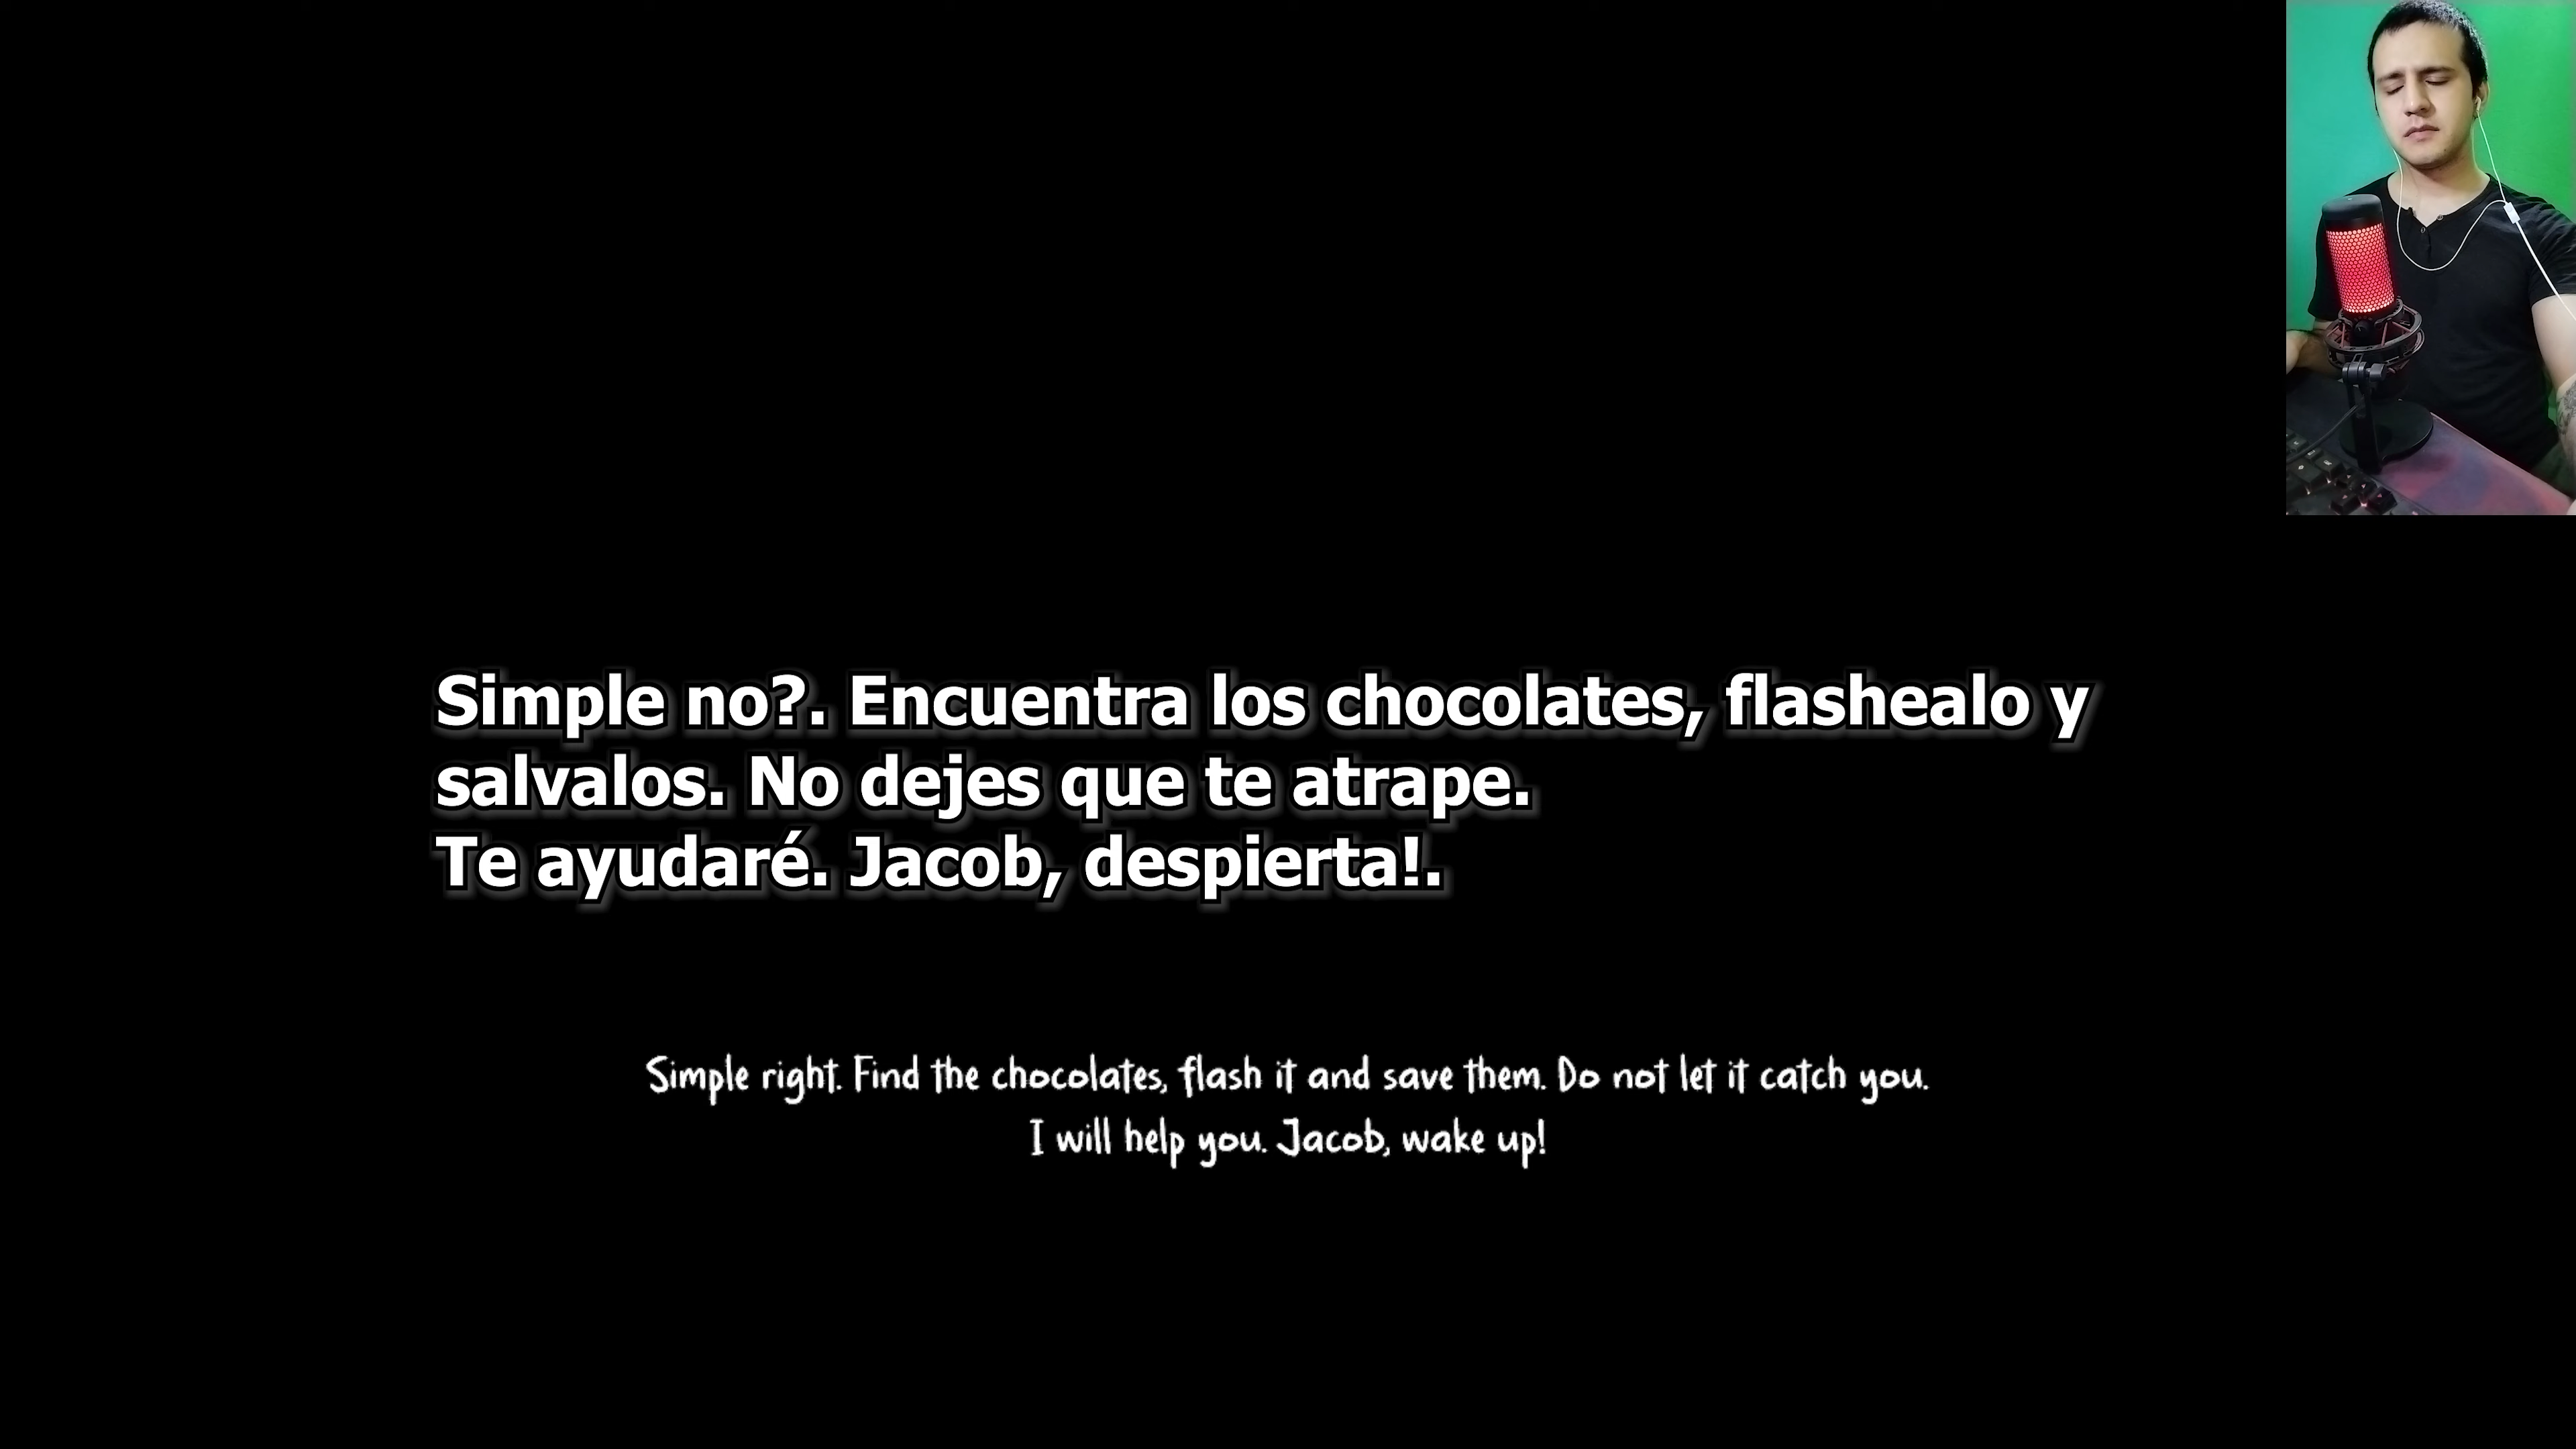 Simple no?. Encuentra los chocolates, flashealo y
salvalos. No dejes que te atrape.
Te ayudaré. Jacob, despierta!.
Simple right. Find the chocolates, flash it and save them. Do not let it catch you.
I will help you. Jacob, wake up!